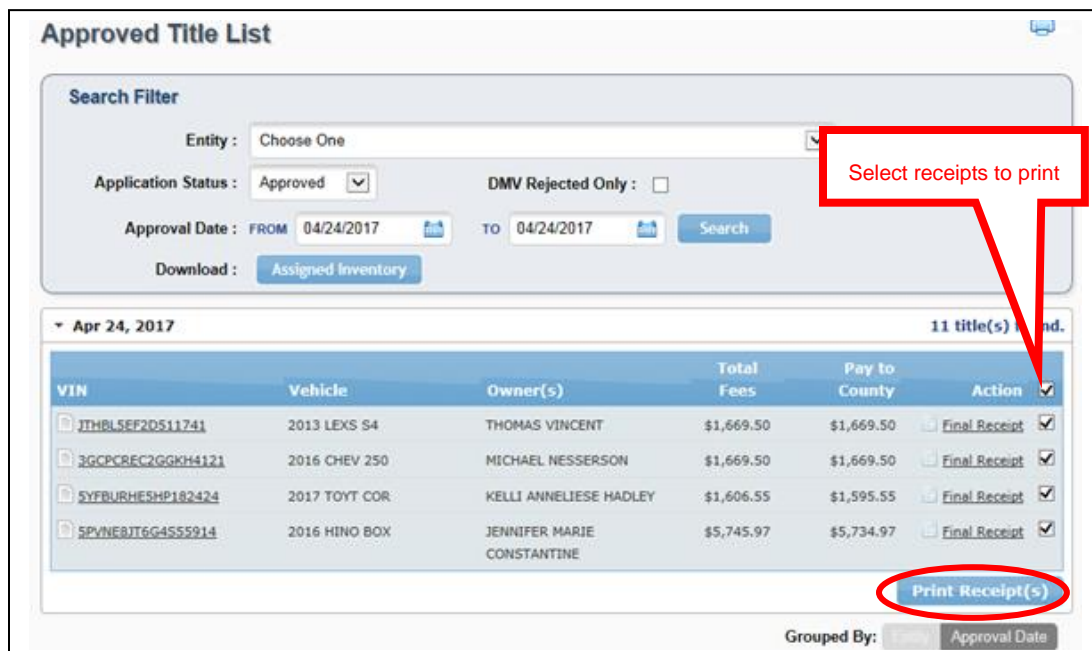 Approved Title List
Search Filter
Entity : Choose One
Select receipts to print
Application Status : Approved DMV Rejected Only :
Approval Date : FROM 04/24/2017 TO 04/24/2017 Search
Download : Assigned Inventory
Apr 24, 2017 11 title(s) nd.
VIN Vehicle Owner(s) Total Fees Pay to County Action
JTHBL5EF2D511741 2013 LEXS S4 THOMAS VINCENT $1,669.50 $1,669.50 Final Receipt
3GCPCREC2GGKH4121 2016 CHEV 250 MICHAEL NESSERSON $1,669.50 $1,669.50 Final Receipt
5YFBURHE5HP182424 2017 TOYT COR KELLI ANNELIESE HADLEY $1,606.55 $1,595.55 Final Receipt
5PVNE8JT6G4S55914 2016 HINO BOX JENNIFER MARIE $5,745.97 $5,734.97 Final Receipt
CONSTANTINE
Print Receipt(s)
Grouped By: Entity Approval Date